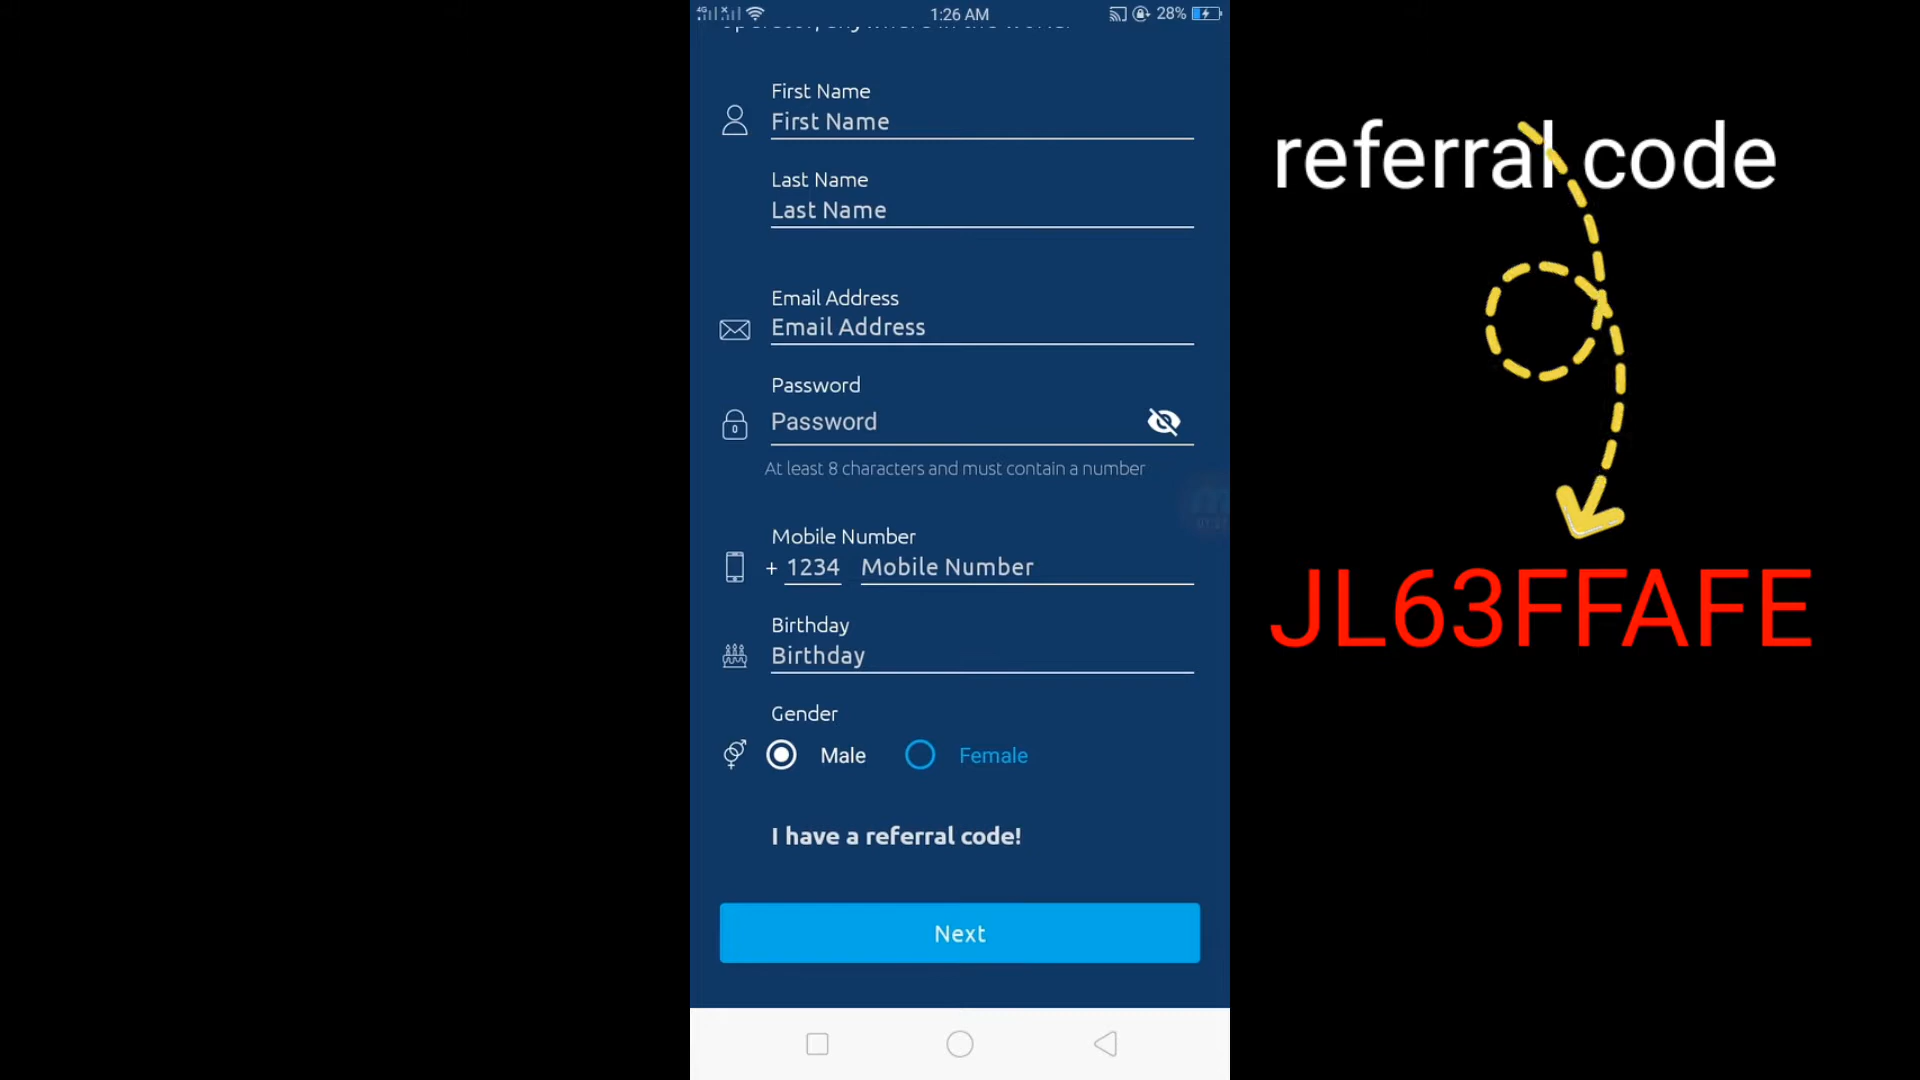 4G
1:26 AM
28%
First Name
First Name
Last Name
Last Name
Email Address
Email Address
Password
Password
At least 8 characters and must contain a number
Mobile Number
+ 1234 Mobile Number
Birthday
Birthday
Gender
Male Female
I have a referral code!
Next
referral code
JL63FFAFE